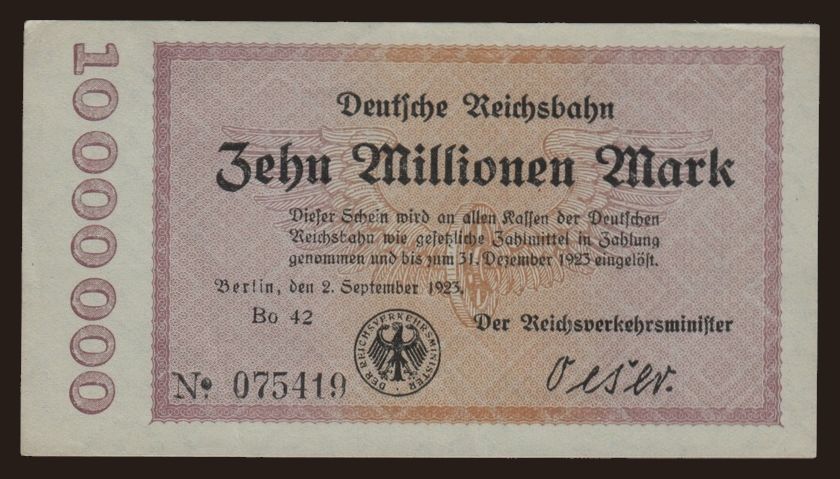 10000000
Deutsche Reichsbahn
Zehn Millionen Mark
Dieser Schein wird an allen Kassen der Deutschen
Reichsbahn wie gesetzliche Zahlmittel in Zahlung
genommen und bis zum 31. Dezember 1923 eingelöst.
Berlin, den 2. September 1923.
Bo 42
Der Reichsverkehrsminister
DER REICHSVERKEHRSMINISTER
No 075419
Oeser.